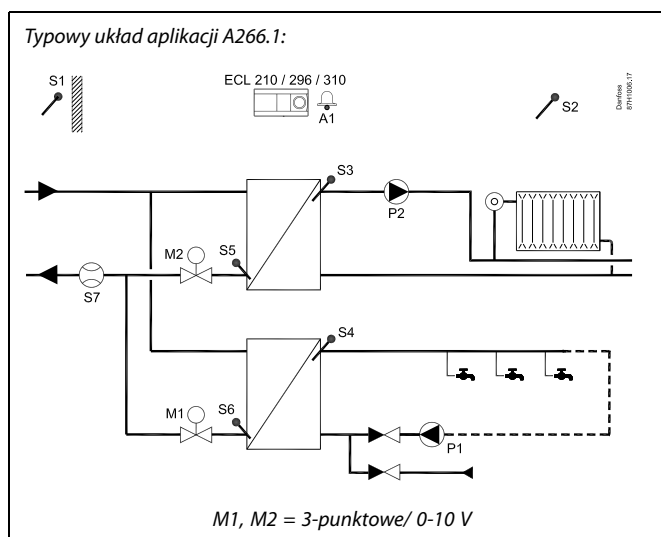 Typowy układ aplikacji A266.1:
S1
ECL 210 / 296 / 310
A1
S2
Danfoss
87H1006.17
S3
P2
M2
S5
S7
S4
M1
S6
P1
M1, M2 = 3-punktowe/ 0-10 V